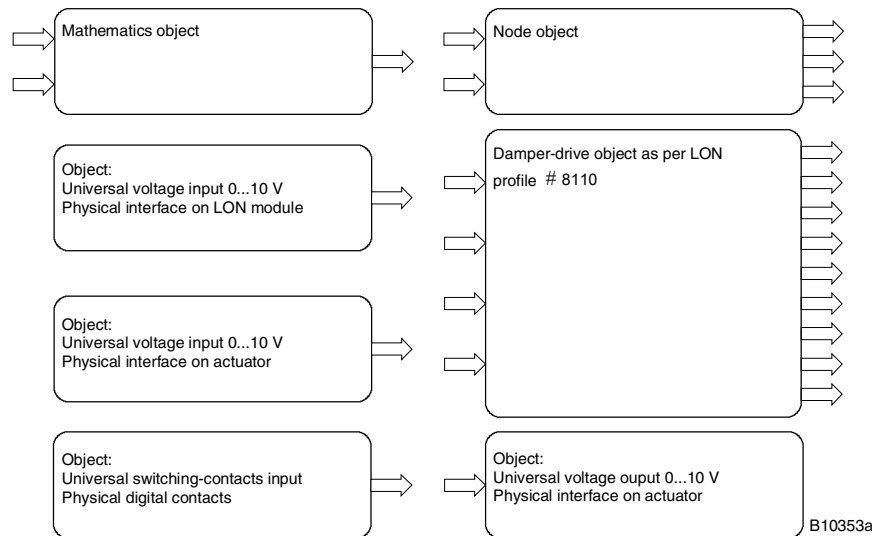 Mathematics object
Node object
Object:
Universal voltage input 0...10 V
Physical interface on LON module
Damper-drive object as per LON
profile # 8110
Object:
Universal voltage input 0...10 V
Physical interface on actuator
Object:
Universal switching-contacts input
Physical digital contacts
Object:
Universal voltage ouput 0...10 V
Physical interface on actuator
B10353a